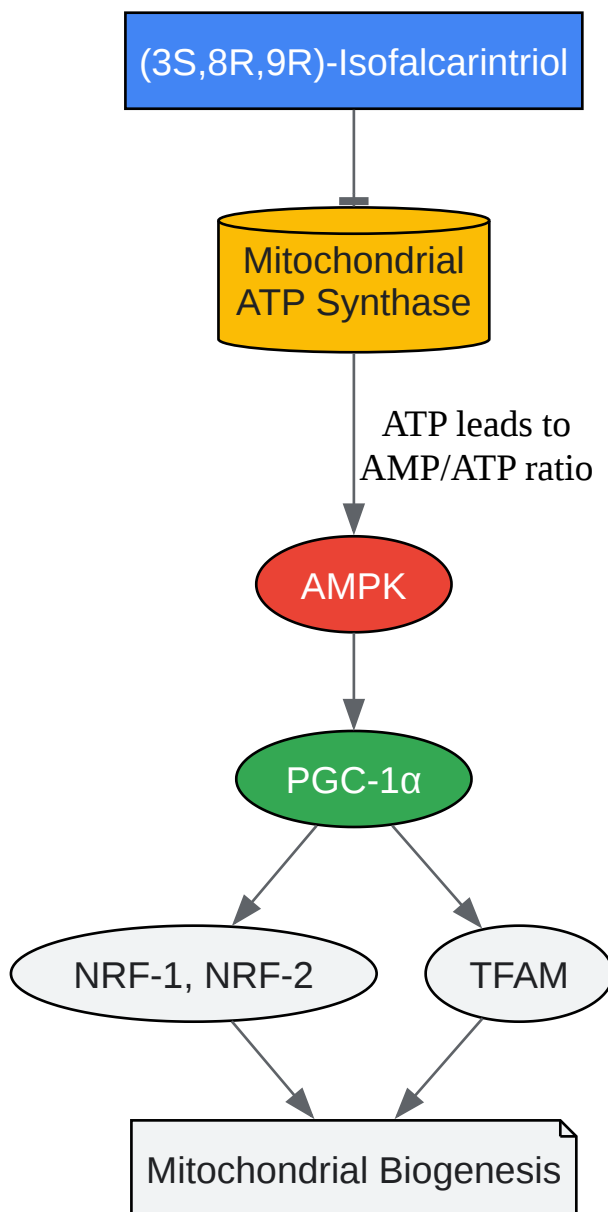 (3S,8R,9R)-Isofalcarintriol
Mitochondrial
ATP Synthase
ATP leads to
AMP/ATP ratio
AMPK
PGC-1α
NRF-1, NRF-2
TFAM
Mitochondrial Biogenesis